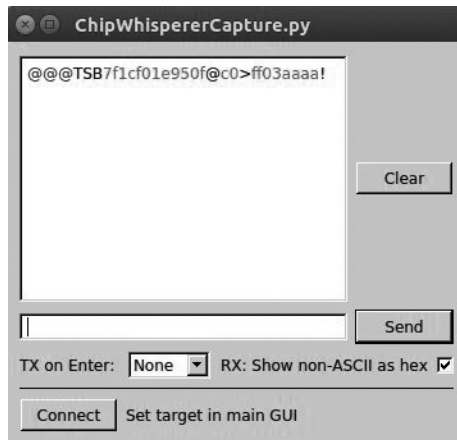 ChipWhispererCapture.py
@@@TSB7f1cf01e950f@c0>ff03aaaa!
Clear
Send
TX on Enter: None RX: Show non-ASCII as hex
Connect Set target in main GUI